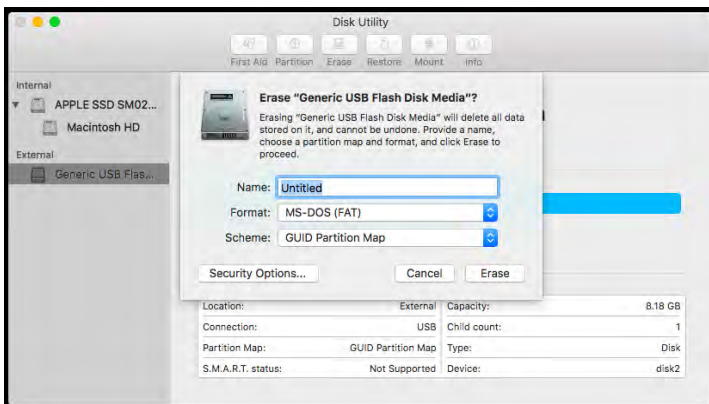 Disk Utility
First Aid Partition Erase Restore Mount Info
Internal
APPLE SSD SM02...
Macintosh HD
External
Generic USB Flas...
Erase “Generic USB Flash Disk Media”?
Erasing “Generic USB Flash Disk Media” will delete all data
stored on it, and cannot be undone. Provide a name,
choose a partition map and format, and click Erase to
proceed.
Name: Untitled
Format: MS-DOS (FAT)
Scheme: GUID Partition Map
Security Options... Cancel Erase
Location: External Capacity: 8.18 GB
Connection: USB Child count: 1
Partition Map: GUID Partition Map Type: Disk
S.M.A.R.T. status: Not Supported Device: disk2